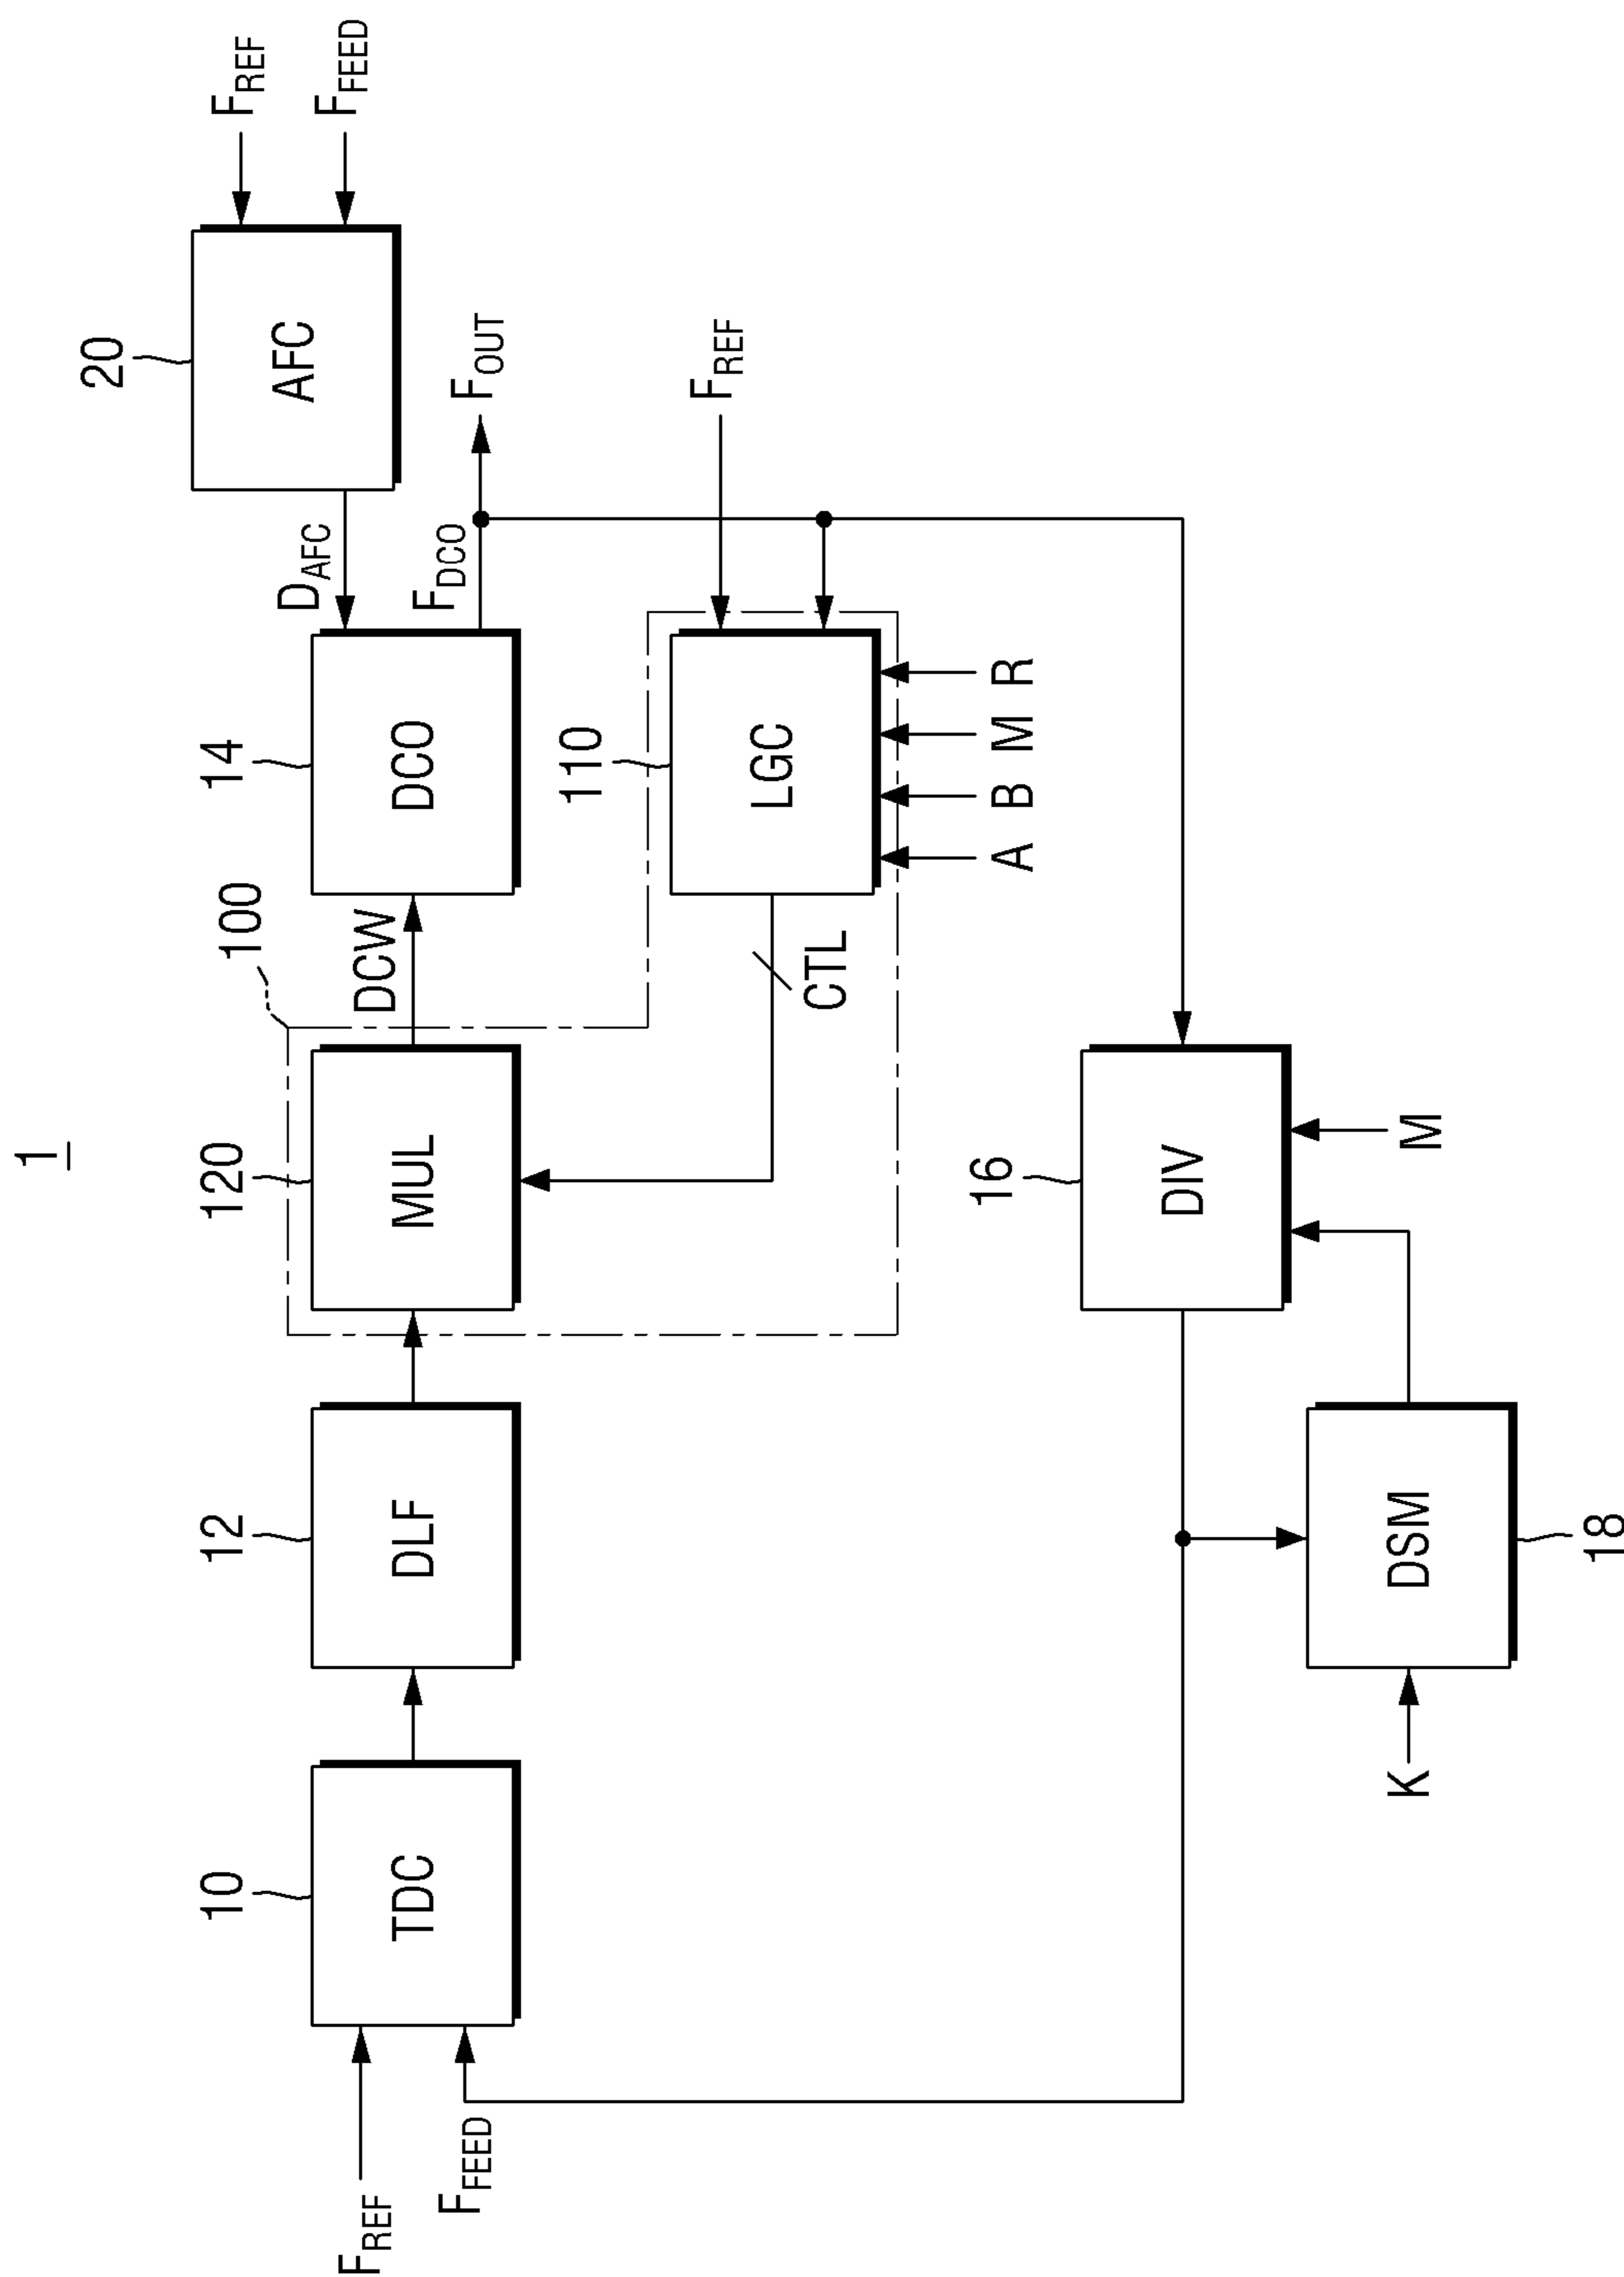 1
20
AFC
F_REF
F_FEED
D_AFC
100
120
14
10
12
TDC
DLF
MUL
DCW
DCO
F_DCO
F_OUT
F_REF
F_FEED
110
LGC
F_REF
CTL
A B M R
16
DIV
M
K
DSM
18